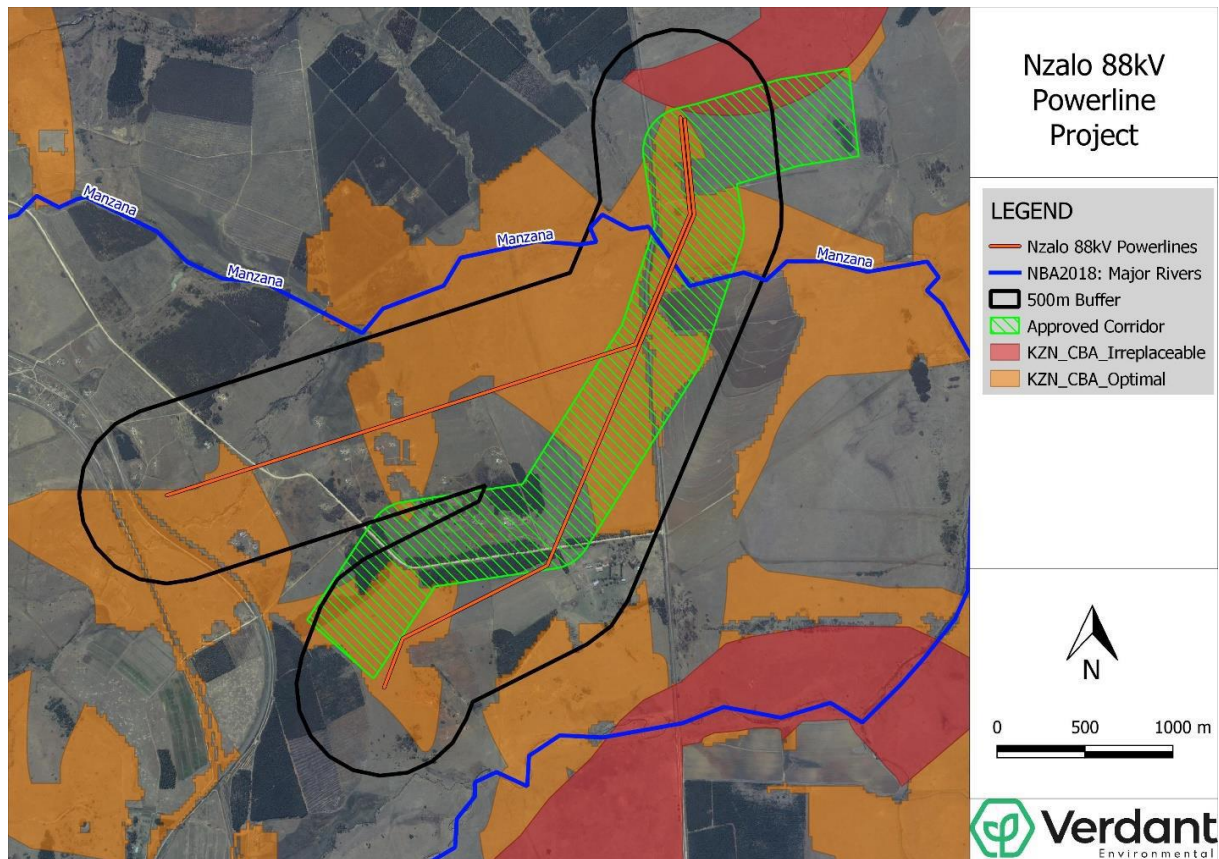 Nzalo 88kV
Powerline
Project
LEGEND
Nzalo 88kV Powerlines
NBA2018: Major Rivers
500m Buffer
Approved Corridor
KZN_CBA_Irreplaceable
KZN_CBA_Optimal
Manzana
Manzana
Manzana
Manzana
N
0 500 1000 m
Verdant
Environmental